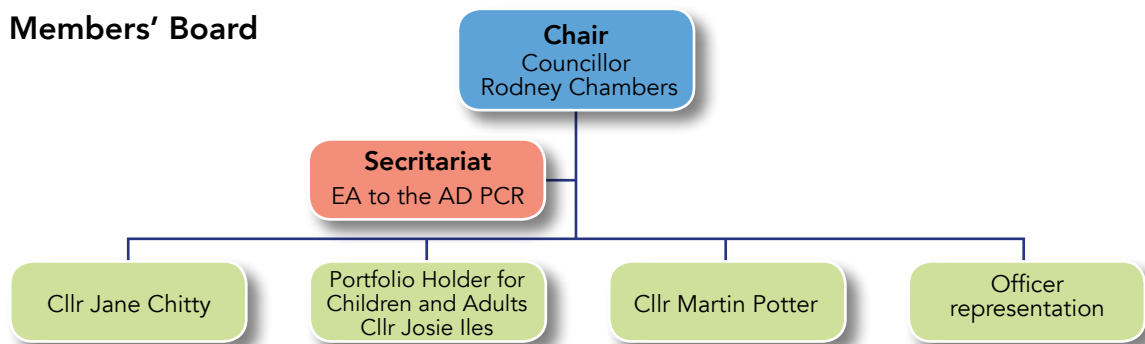 Members’ Board
Chair
Councillor
Rodney Chambers
Secritariat
EA to the AD PCR
Cllr Jane Chitty
Portfolio Holder for
Children and Adults
Cllr Josie Iles
Cllr Martin Potter
Officer
representation